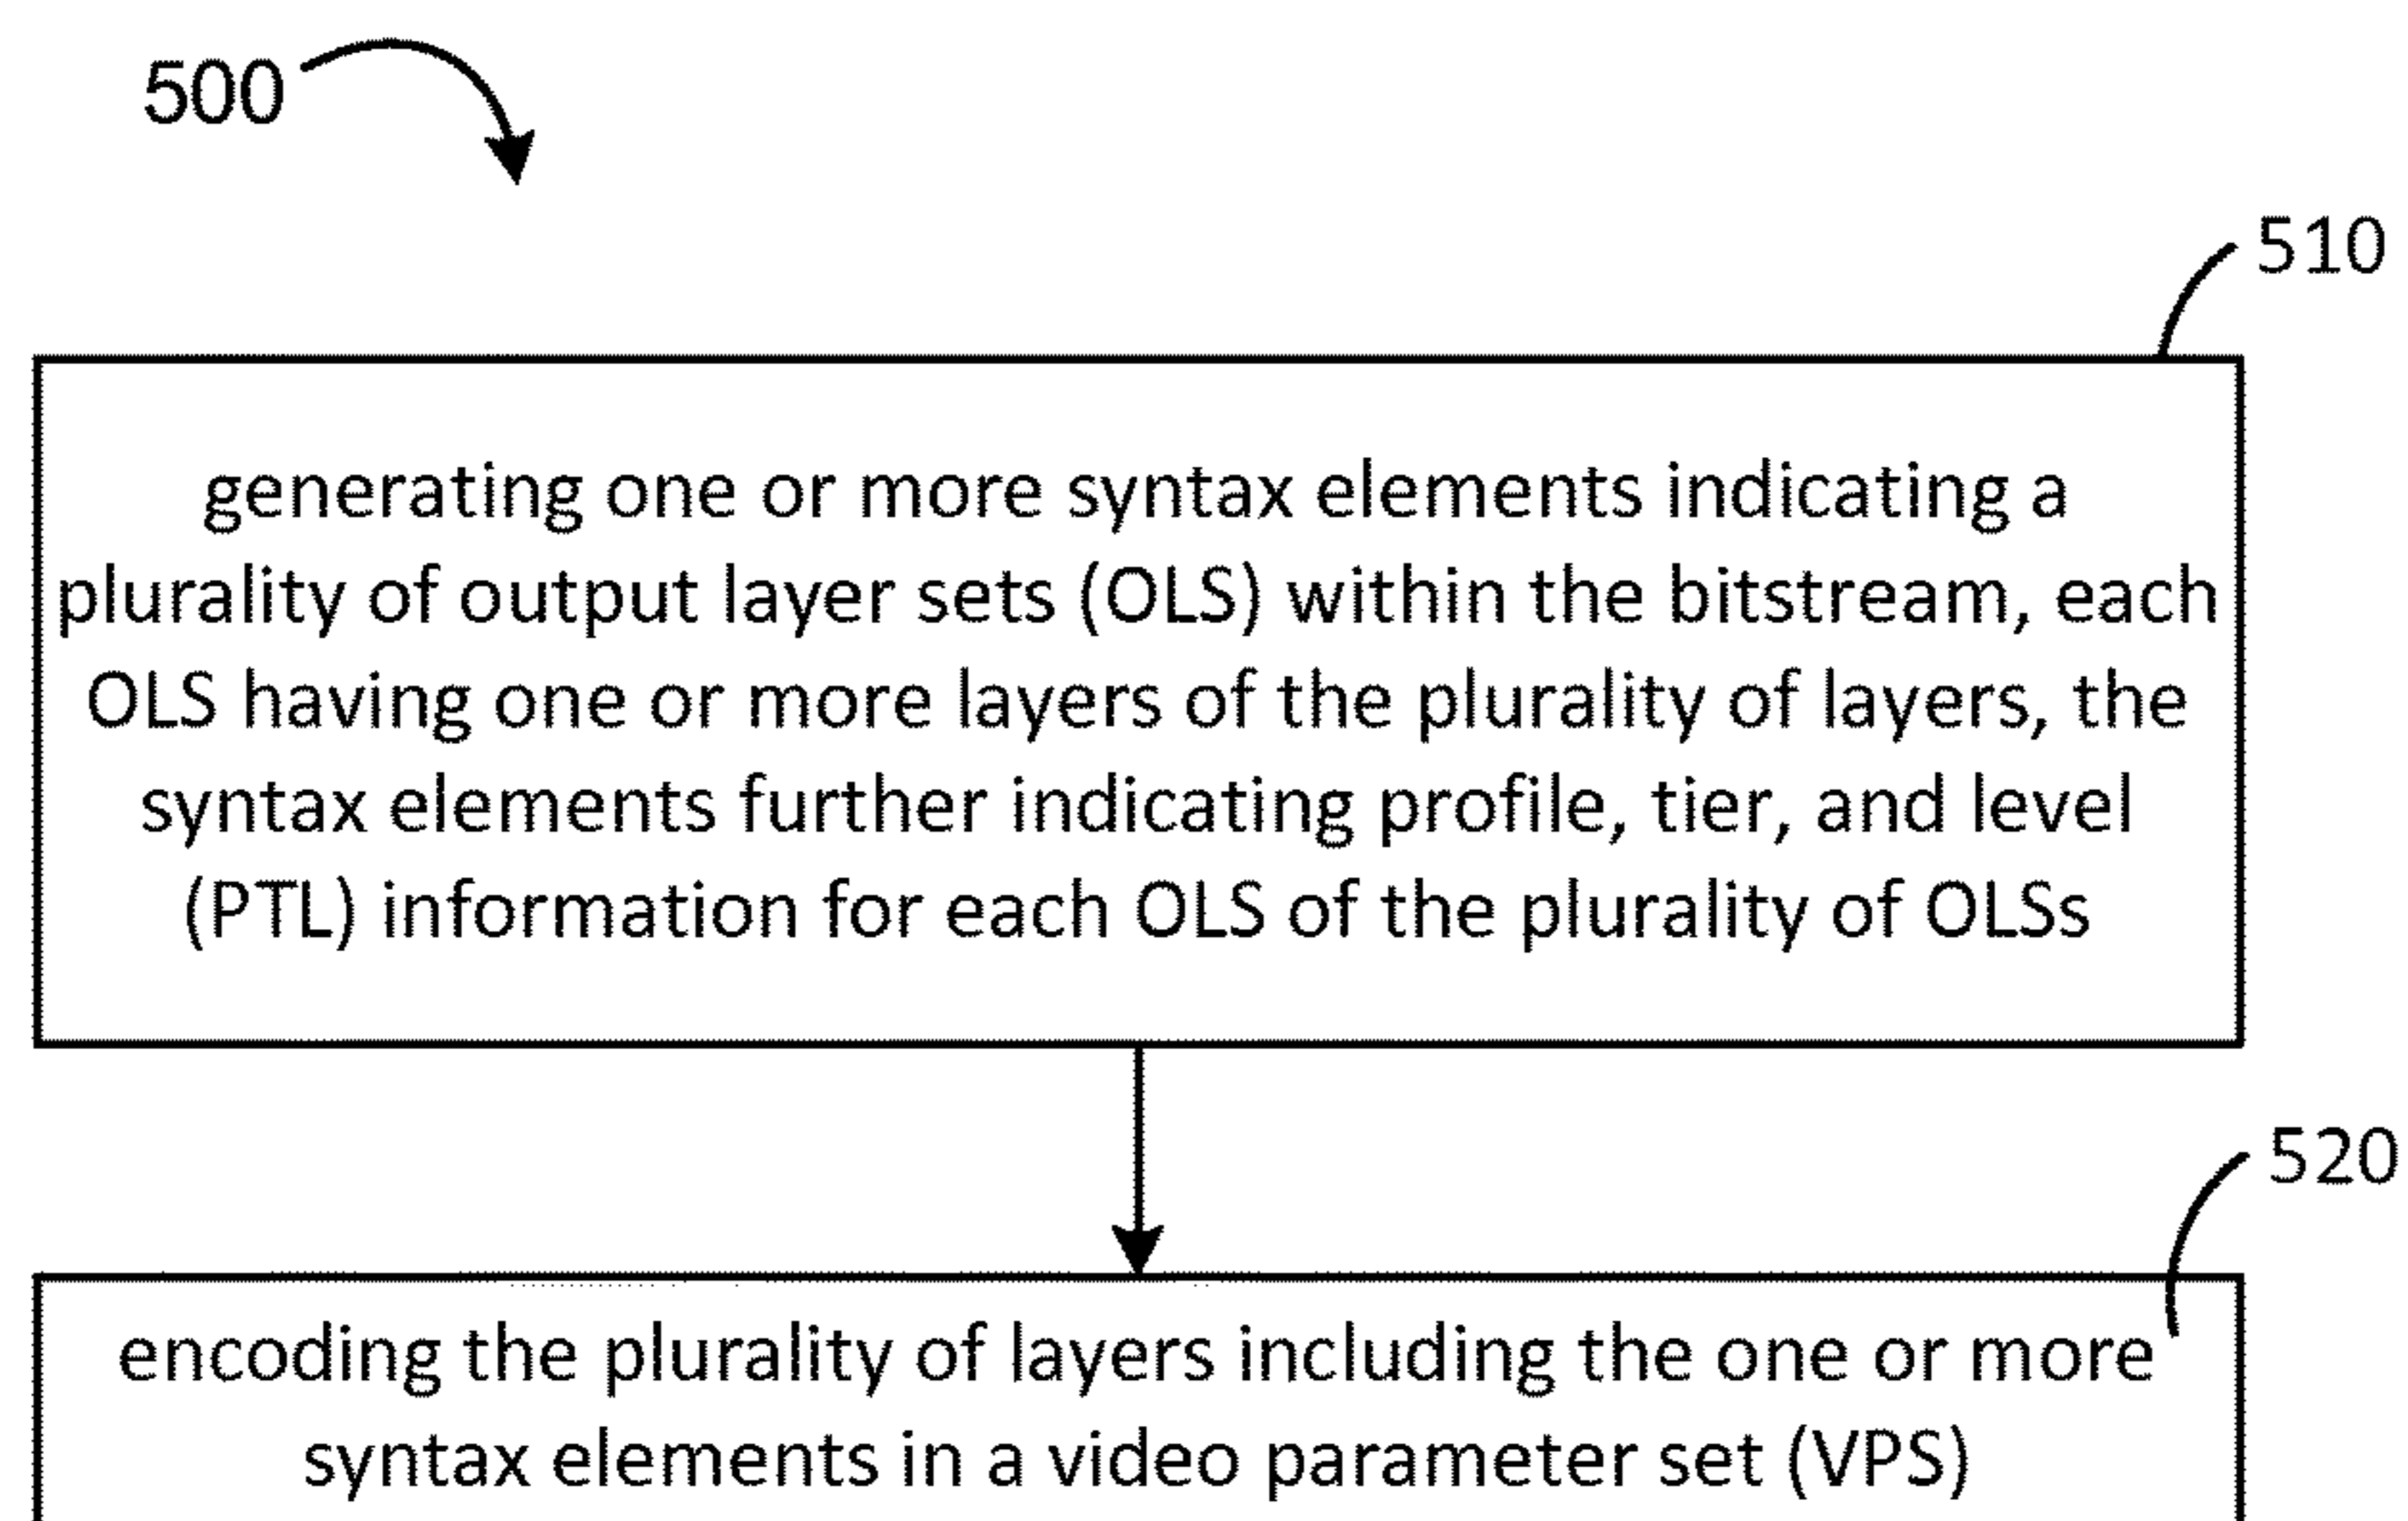 500
510
generating one or more syntax elements indicating a
plurality of output layer sets (OLS) within the bitstream, each
OLS having one or more layers of the plurality of layers, the
syntax elements further indicating profile, tier, and level
(PTL) information for each OLS of the plurality of OLSs
520
encoding the plurality of layers including the one or more
syntax elements in a video parameter set (VPS)